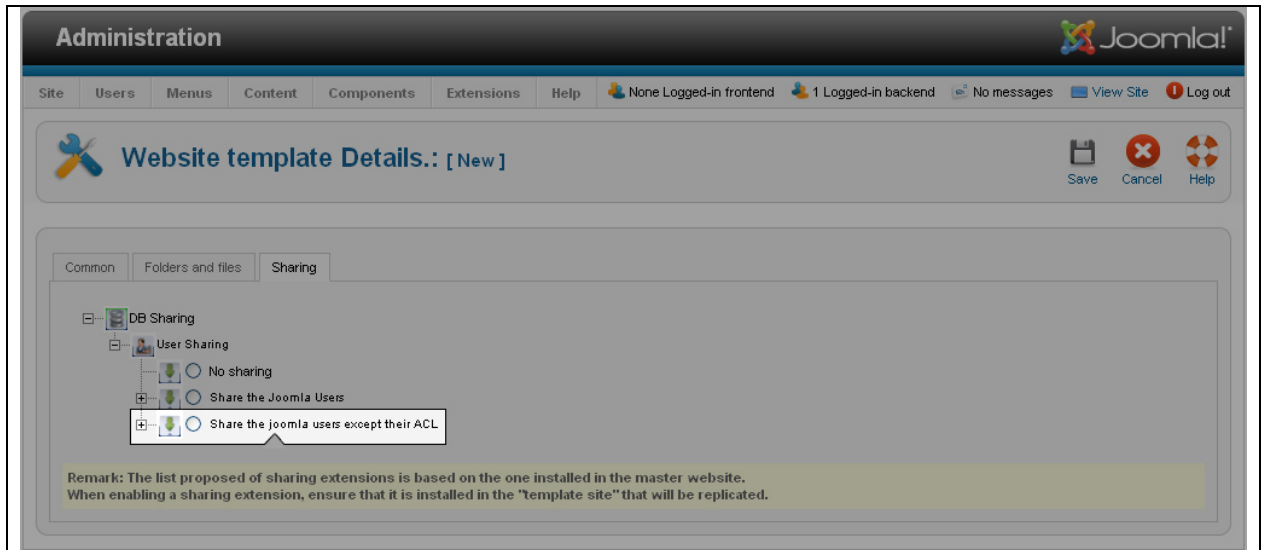 Administration
Joomla!
Site Users Menus Content Components Extensions Help None Logged-in frontend 1 Logged-in backend No messages View Site Log out
Website template Details.: [ New ]
Save Cancel Help
Common Folders and files Sharing
DB Sharing
User Sharing
No sharing
Share the Joomla Users
Share the joomla users except their ACL
Remark: The list proposed of sharing extensions is based on the one installed in the master website.
When enabling a sharing extension, ensure that it is installed in the "template site" that will be replicated.